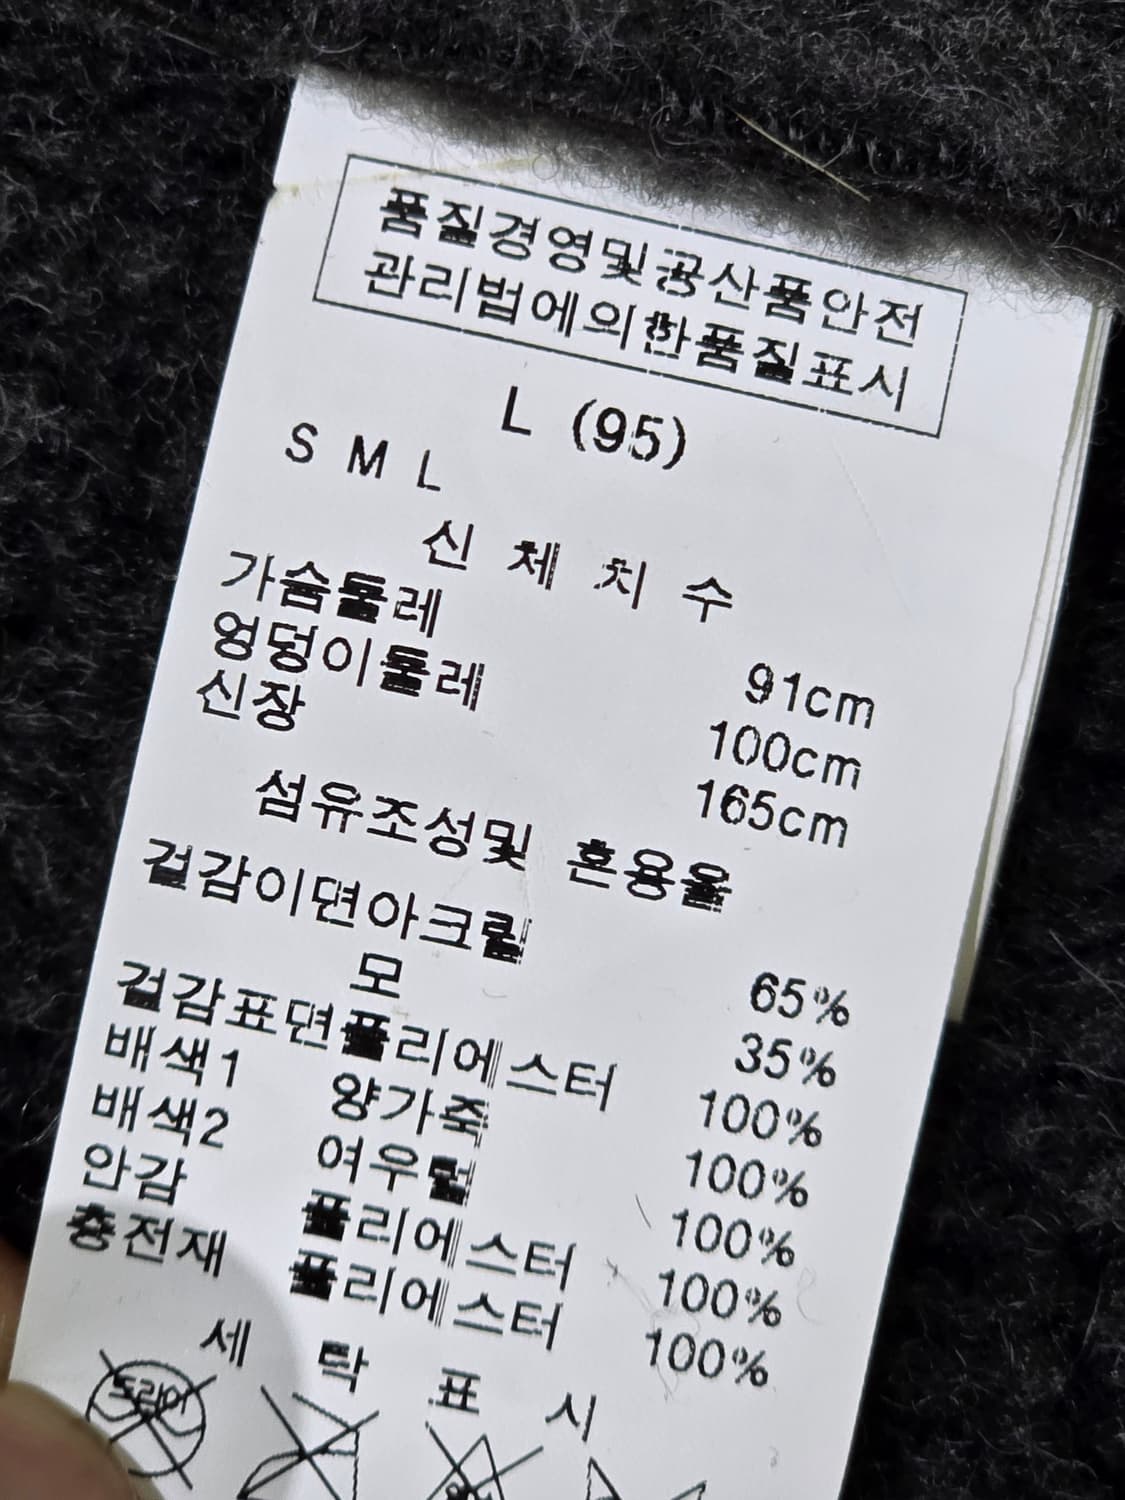 품질경영및공산품안전
관리법에의한품질표시
L (95)
S M L
신 체 치 수
가슴둘레 91cm
엉덩이둘레 100cm
신장 165cm
섬유조성및 혼용율
겉감이면아크릴 65%
모 35%
겉감표면폴리에스터 100%
배색1 양가죽 100%
배색2 여우털 100%
안감 폴리에스터 100%
충전재 폴리에스터 100%
세 탁 표 시
드라이